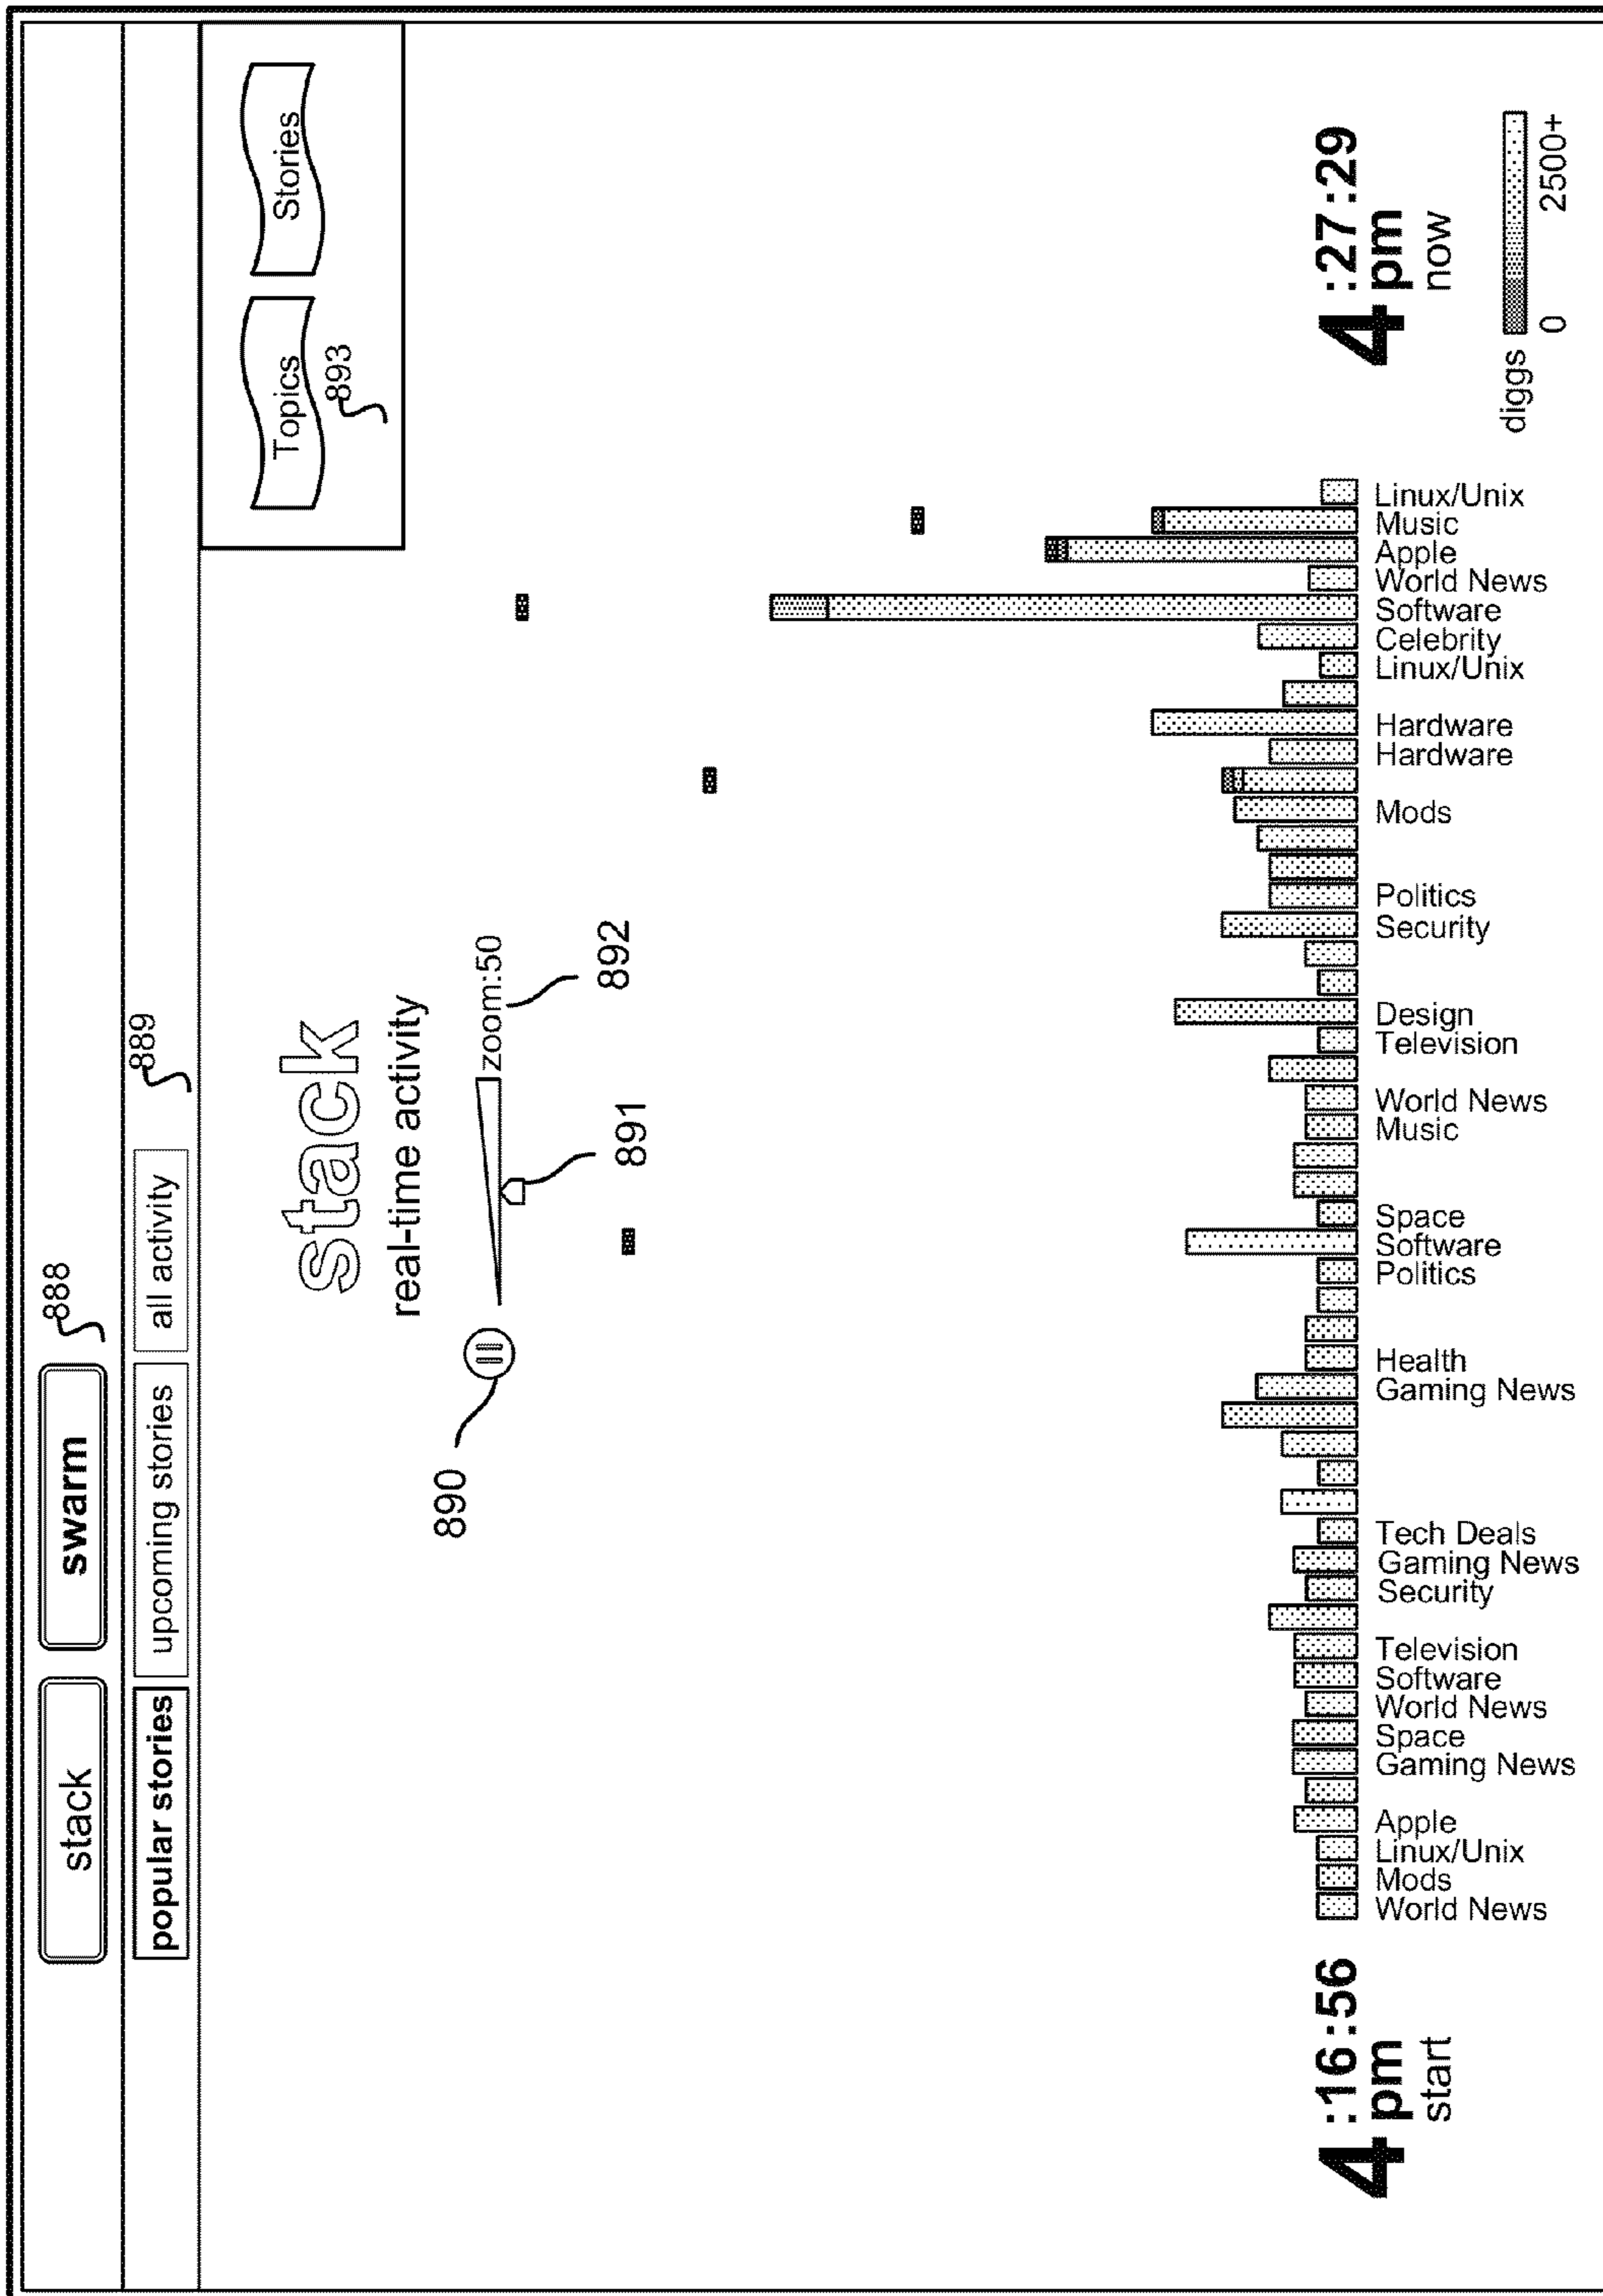 stack
swarm
888
popular stories
upcoming stories
all activity
889
Topics
Stories
893
stack
real-time activity
890
zoom:50
891
892
4:16:56
pm
start
World News
Mods
Linux/Unix
Apple
Gaming News
Space
World News
Software
Television
Security
Gaming News
Tech Deals
Gaming News
Health
Politics
Software
Space
Music
World News
Television
Design
Security
Politics
Mods
Hardware
Hardware
Linux/Unix
Celebrity
Software
World News
Apple
Music
Linux/Unix
4:27:29
pm
now
diggs
0
2500+